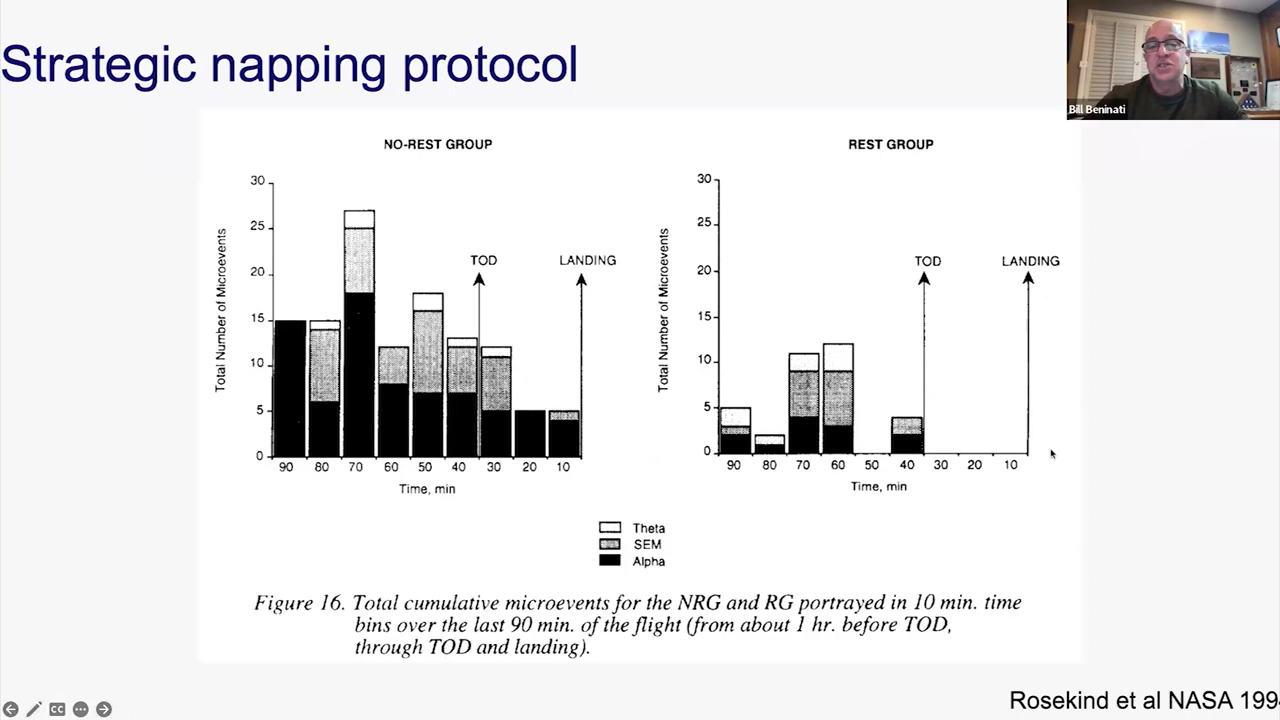 Strategic napping protocol
Bill Beninati
NO-REST GROUP
30
25
20
15
10
5
0
Total Number of Microevents
TOD
LANDING
90 80 70 60 50 40 30 20 10
Time, min
REST GROUP
30
25
20
15
10
5
0
Total Number of Microevents
TOD
LANDING
90 80 70 60 50 40 30 20 10
Time, min
Theta
SEM
Alpha
Figure 16. Total cumulative microevents for the NRG and RG portrayed in 10 min. time
bins over the last 90 min. of the flight (from about 1 hr. before TOD,
through TOD and landing).
CC
Rosekind et al NASA 199